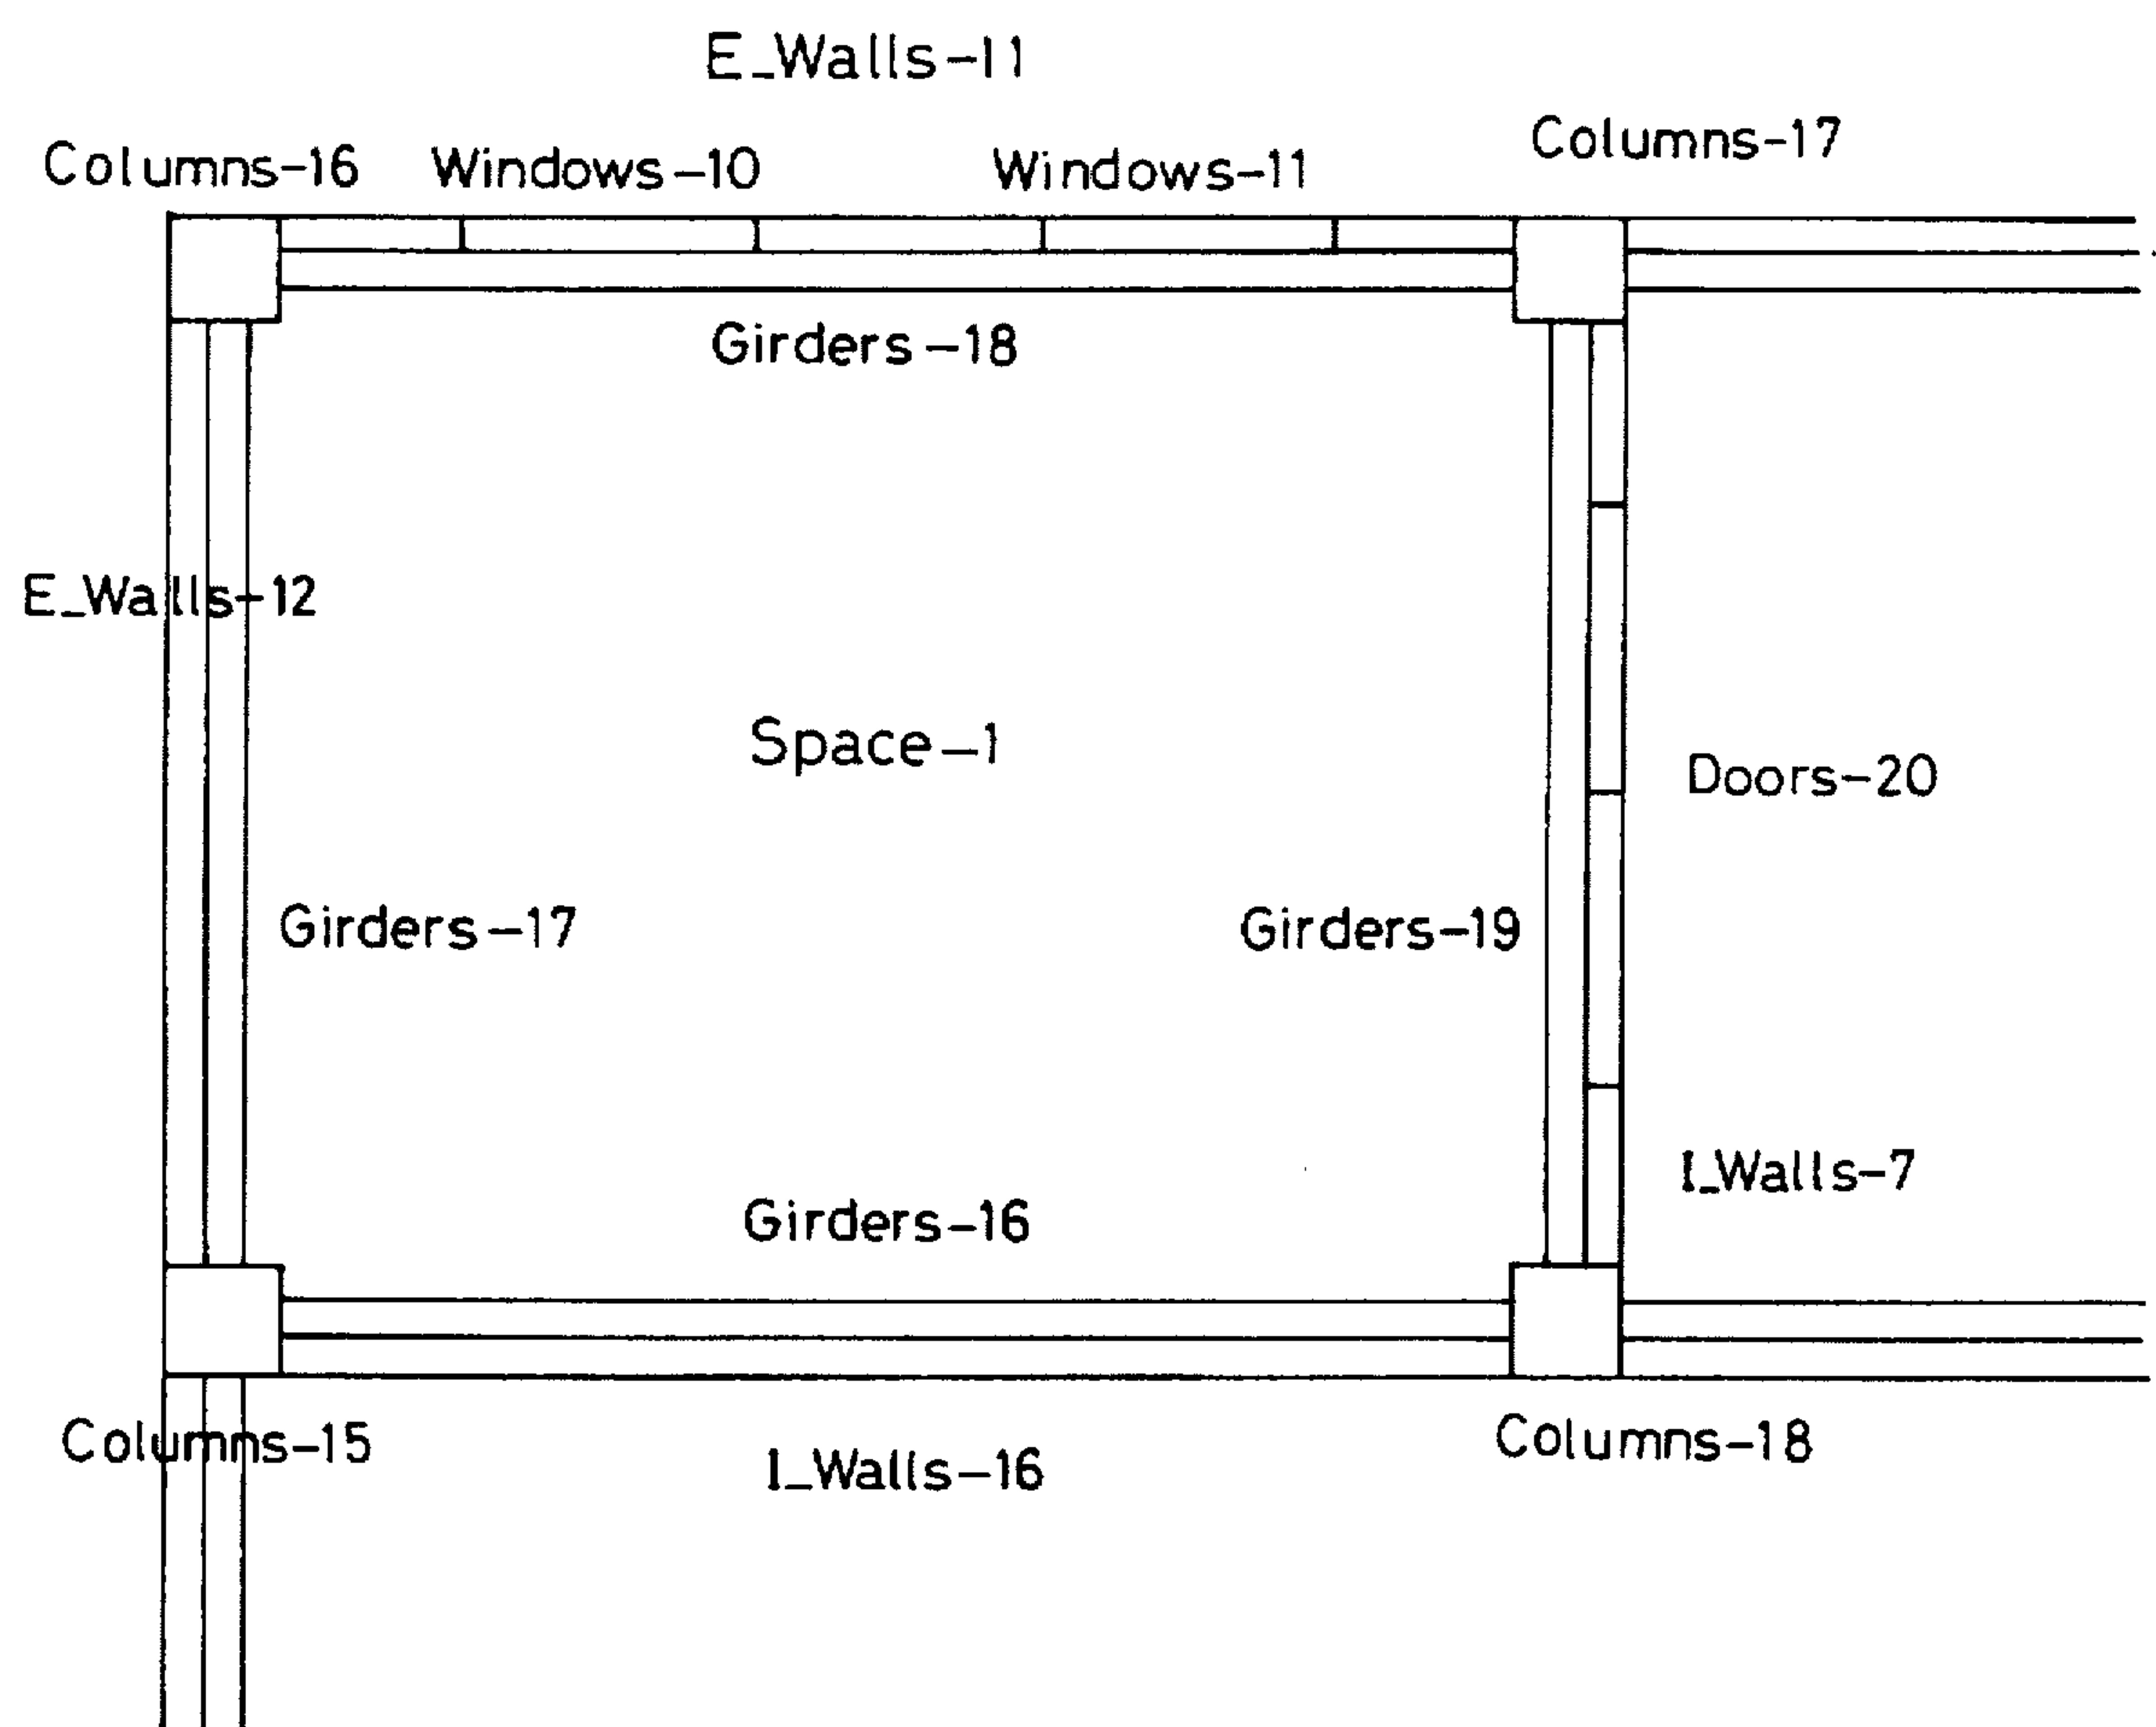 E_Walls-11
Columns-16 Windows-10 Windows-11 Columns-17
Girders-18
E_Walls-12
Space-1
Doors-20
Girders-17 Girders-19
I_Walls-7
Girders-16
Columns-15 I_Walls-16 Columns-18